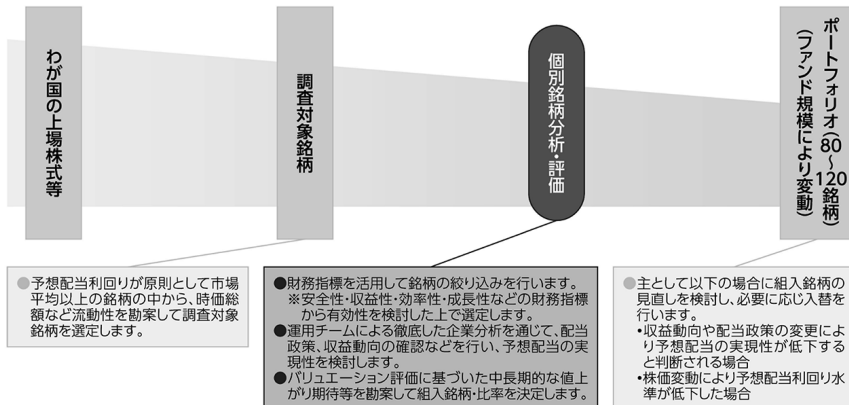 わが国の上場株式等
調査対象銘柄
個別銘柄分析・評価
ポートフォリオ(80～120銘柄)
(ファンド規模により変動)
●予想配当利回りが原則として市場
平均以上の銘柄の中から、時価総
額など流動性を勘案して調査対象
銘柄を選定します。
●財務指標を活用して銘柄の絞り込みを行います。
※安全性・収益性・効率性・成長性などの財務指標
から有効性を検討した上で選定します。
●運用チームによる徹底した企業分析を通じて、配当
政策、収益動向の確認などを行い、予想配当の実
現性を検討します。
●バリュエーション評価に基づいた中長期的な値上
がり期待等を勘案して組入銘柄・比率を決定します。
●主として以下の場合に組入銘柄の
見直しを検討し、必要に応じ入替を
行います。
•収益動向や配当政策の変更によ
り予想配当の実現性が低下する
と判断される場合
•株価変動により予想配当利回り水
準が低下した場合